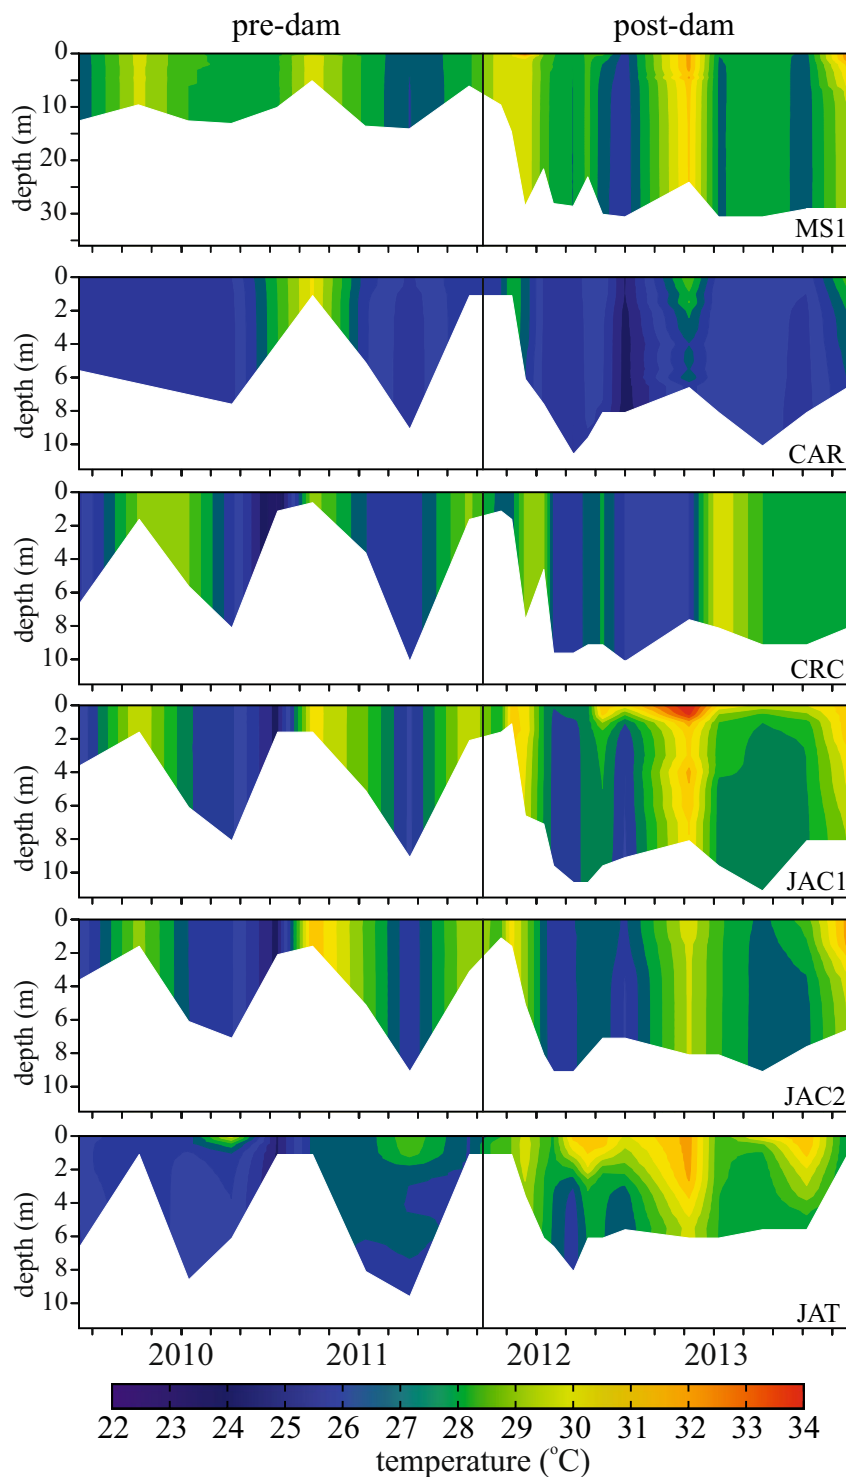 pre-dam post-dam
0
10
20
30
depth (m)
MS1
0
2
4
6
8
10
depth (m)
CAR
0
2
4
6
8
10
depth (m)
CRC
0
2
4
6
8
10
depth (m)
JAC1
0
2
4
6
8
10
depth (m)
JAC2
0
2
4
6
8
10
depth (m)
JAT
2010 2011 2012 2013
22 23 24 25 26 27 28 29 30 31 32 33 34
temperature (°C)